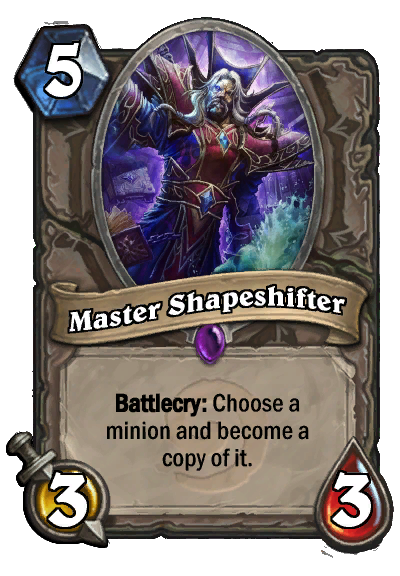 5
Master Shapeshifter
Battlecry: Choose a
minion and become a
copy of it.
3
3